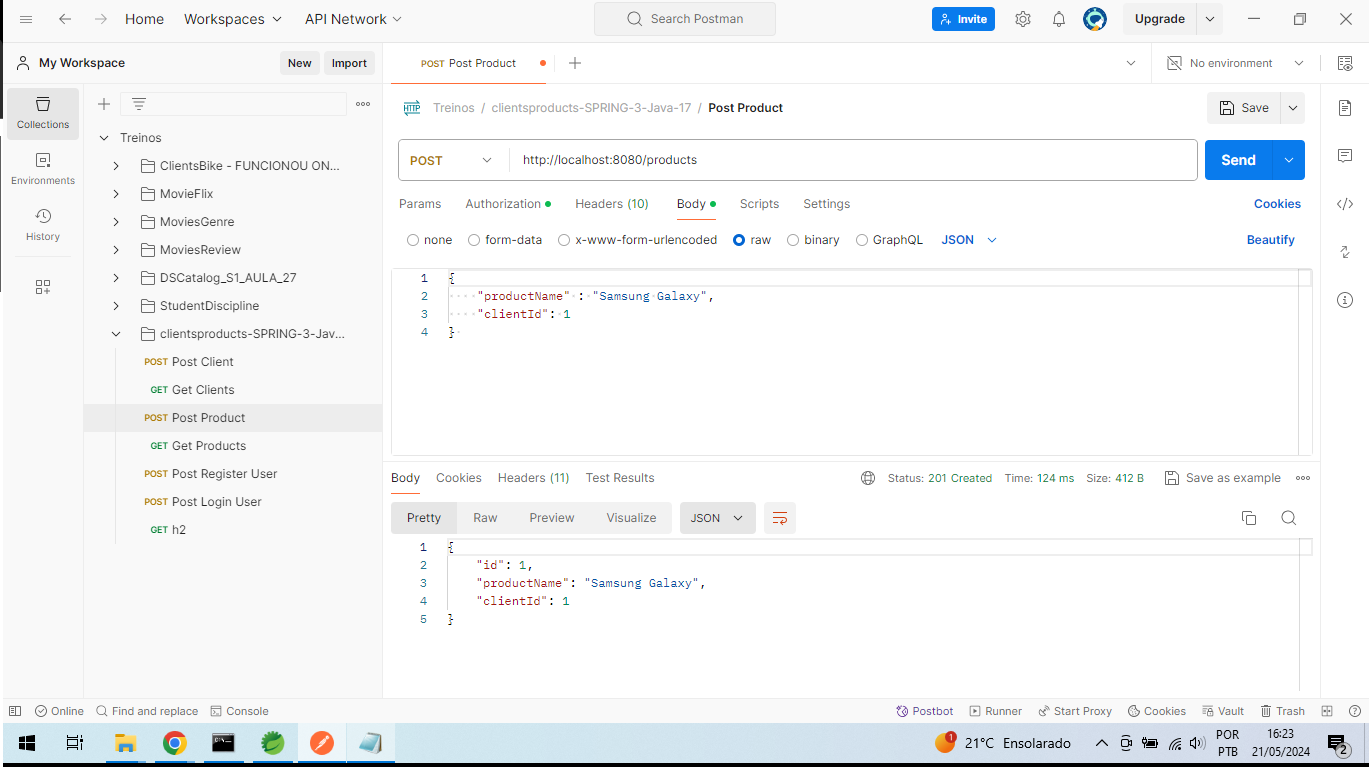 Home Workspaces API Network Search Postman Invite Upgrade
My Workspace New Import POST Post Product No environment
Collections
Environments
History
Treinos
ClientsBike - FUNCIONOU ON...
MovieFlix
MoviesGenre
MoviesReview
DSCatalog_S1_AULA_27
StudentDiscipline
clientsproducts-SPRING-3-Jav...
POST Post Client
GET Get Clients
POST Post Product
GET Get Products
POST Post Register User
POST Post Login User
GET h2
HTTP Treinos / clientsproducts-SPRING-3-Java-17 / Post Product Save
POST http://localhost:8080/products Send
Params Authorization Headers (10) Body Scripts Settings Cookies
none form-data x-www-form-urlencoded raw binary GraphQL JSON Beautify
1 {
2 "productName" : "Samsung Galaxy",
3 "clientId": 1
4 }
Body Cookies Headers (11) Test Results Status: 201 Created Time: 124 ms Size: 412 B Save as example
Pretty Raw Preview Visualize JSON
1 {
2 "id": 1,
3 "productName": "Samsung Galaxy",
4 "clientId": 1
5 }
Online Find and replace Console Postbot Runner Start Proxy Cookies Vault Trash
1 21°C Ensolarado POR 16:23
PTB 21/05/2024 2